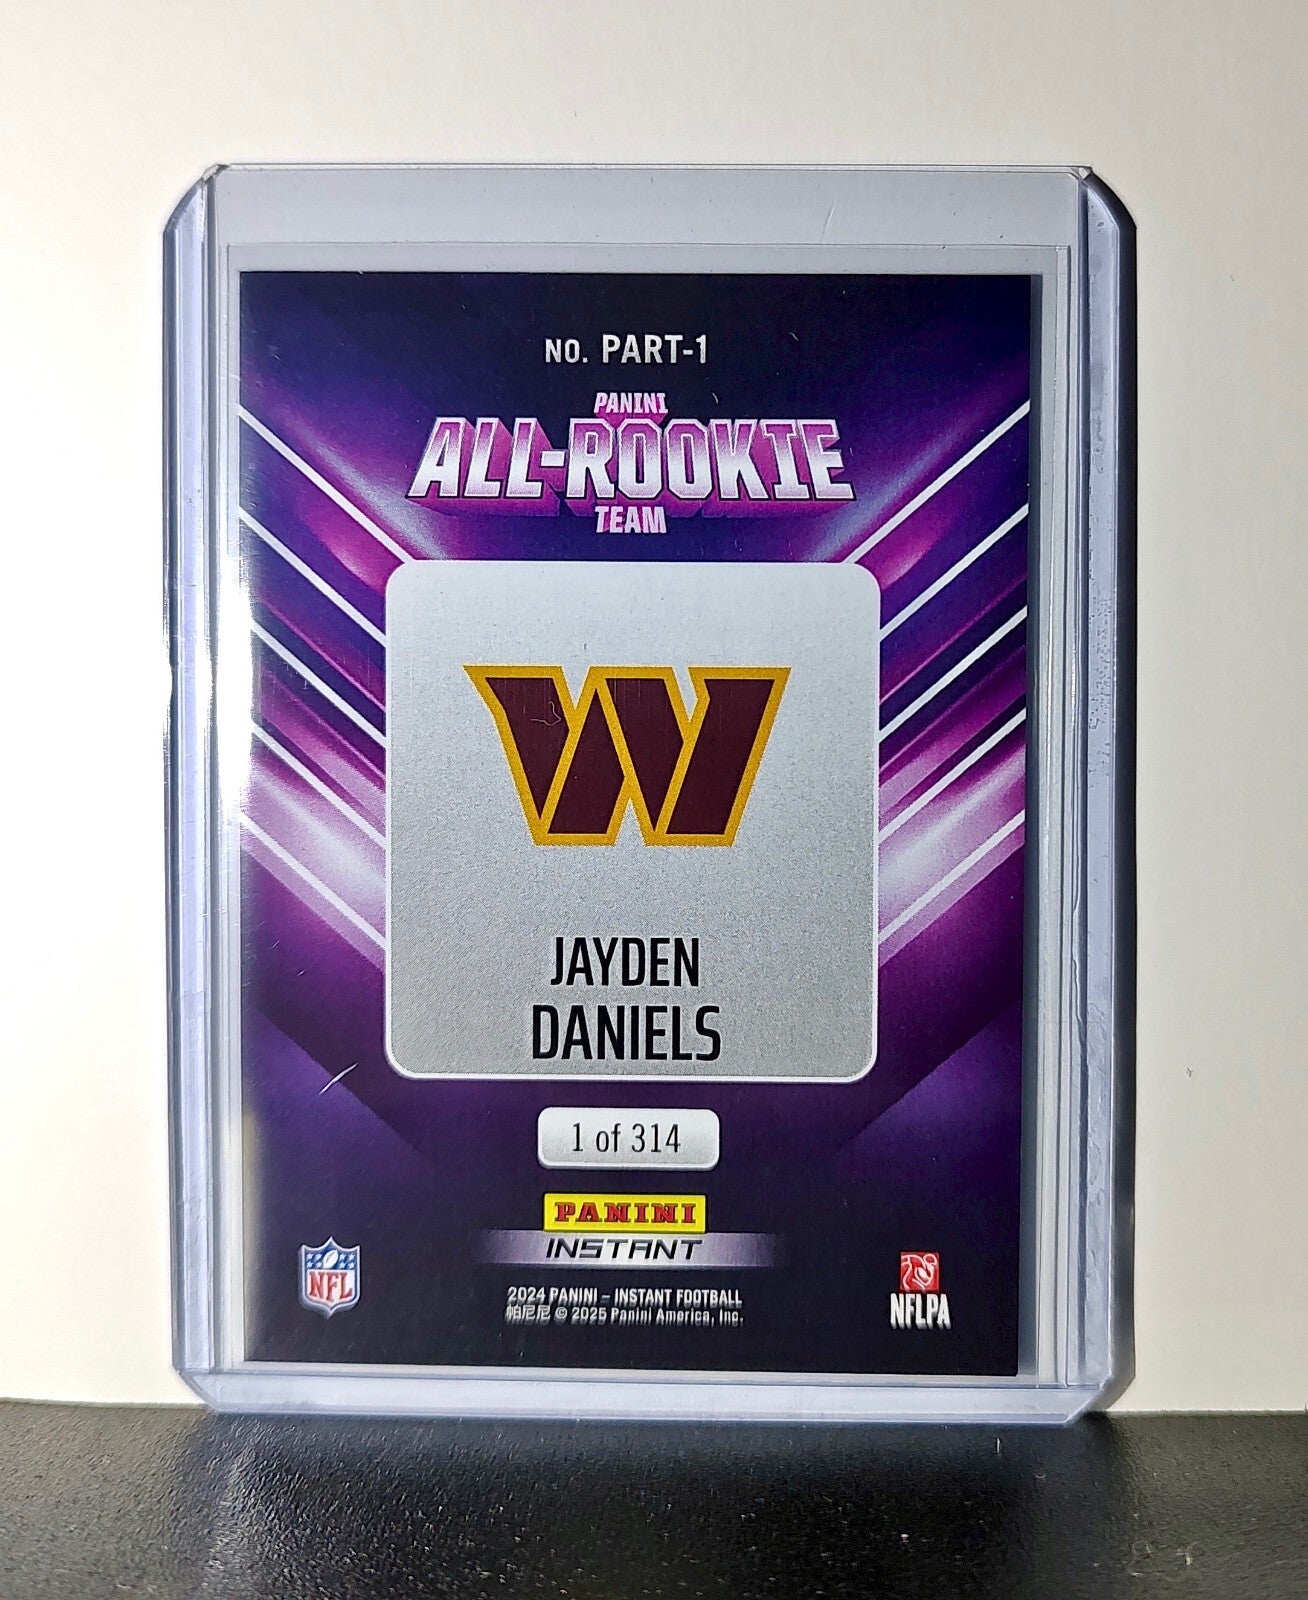 NO. PART-1
PANINI
ALL-ROOKIE
TEAM
W
JAYDEN
DANIELS
1 of 314
PANINI
INSTANT
NFL
NFLPA
2024 PANINI – INSTANT FOOTBALL
帕尼尼 © 2025 Panini America, Inc.